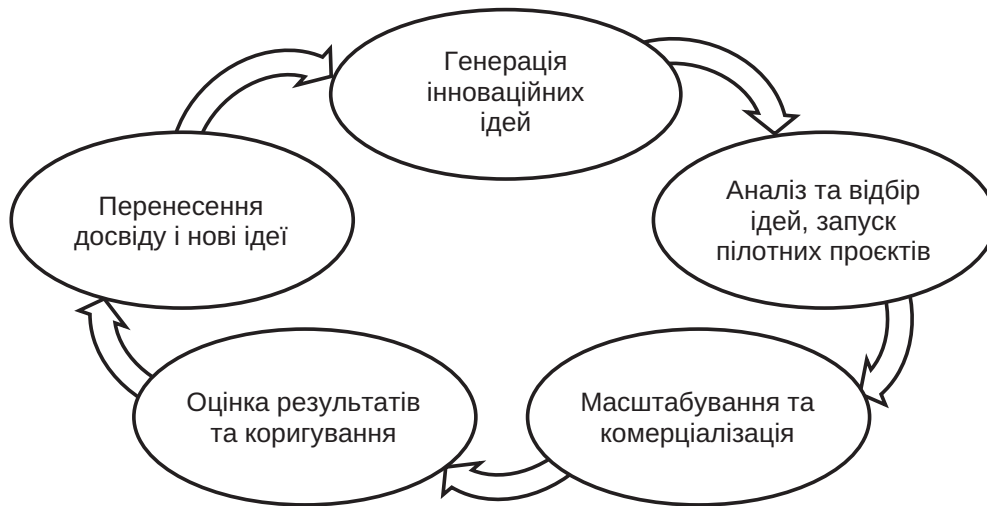 Генерація
інноваційних
ідей
Аналіз та відбір
ідей, запуск
пілотних проєктів
Масштабування та
комерціалізація
Оцінка результатів
та коригування
Перенесення
досвіду і нові ідеї